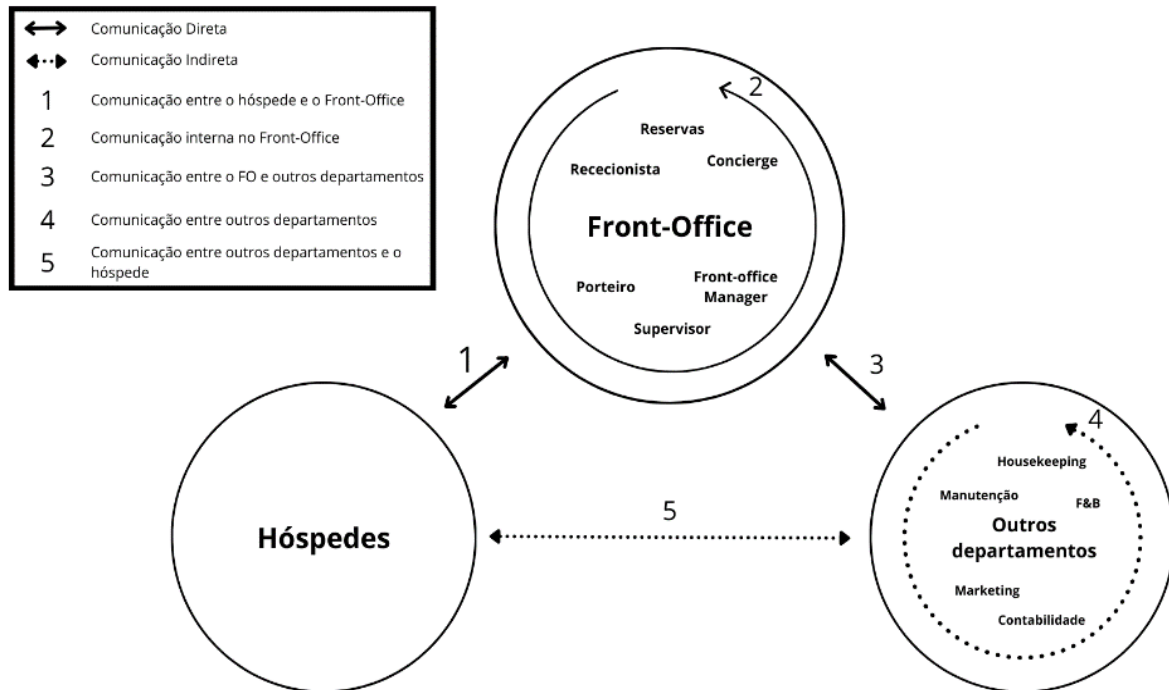 Comunicação Direta
Comunicação Indireta
1 Comunicação entre o hóspede e o Front-Office
2 Comunicação interna no Front-Office
3 Comunicação entre o FO e outros departamentos
4 Comunicação entre outros departamentos
5 Comunicação entre outros departamentos e o
hóspede
2
Reservas
Rececionista
Concierge
Front-Office
Porteiro
Front-office
Manager
Supervisor
1
3
Hóspedes
5
4
Housekeeping
Manutenção
F&B
Outros
departamentos
Marketing
Contabilidade